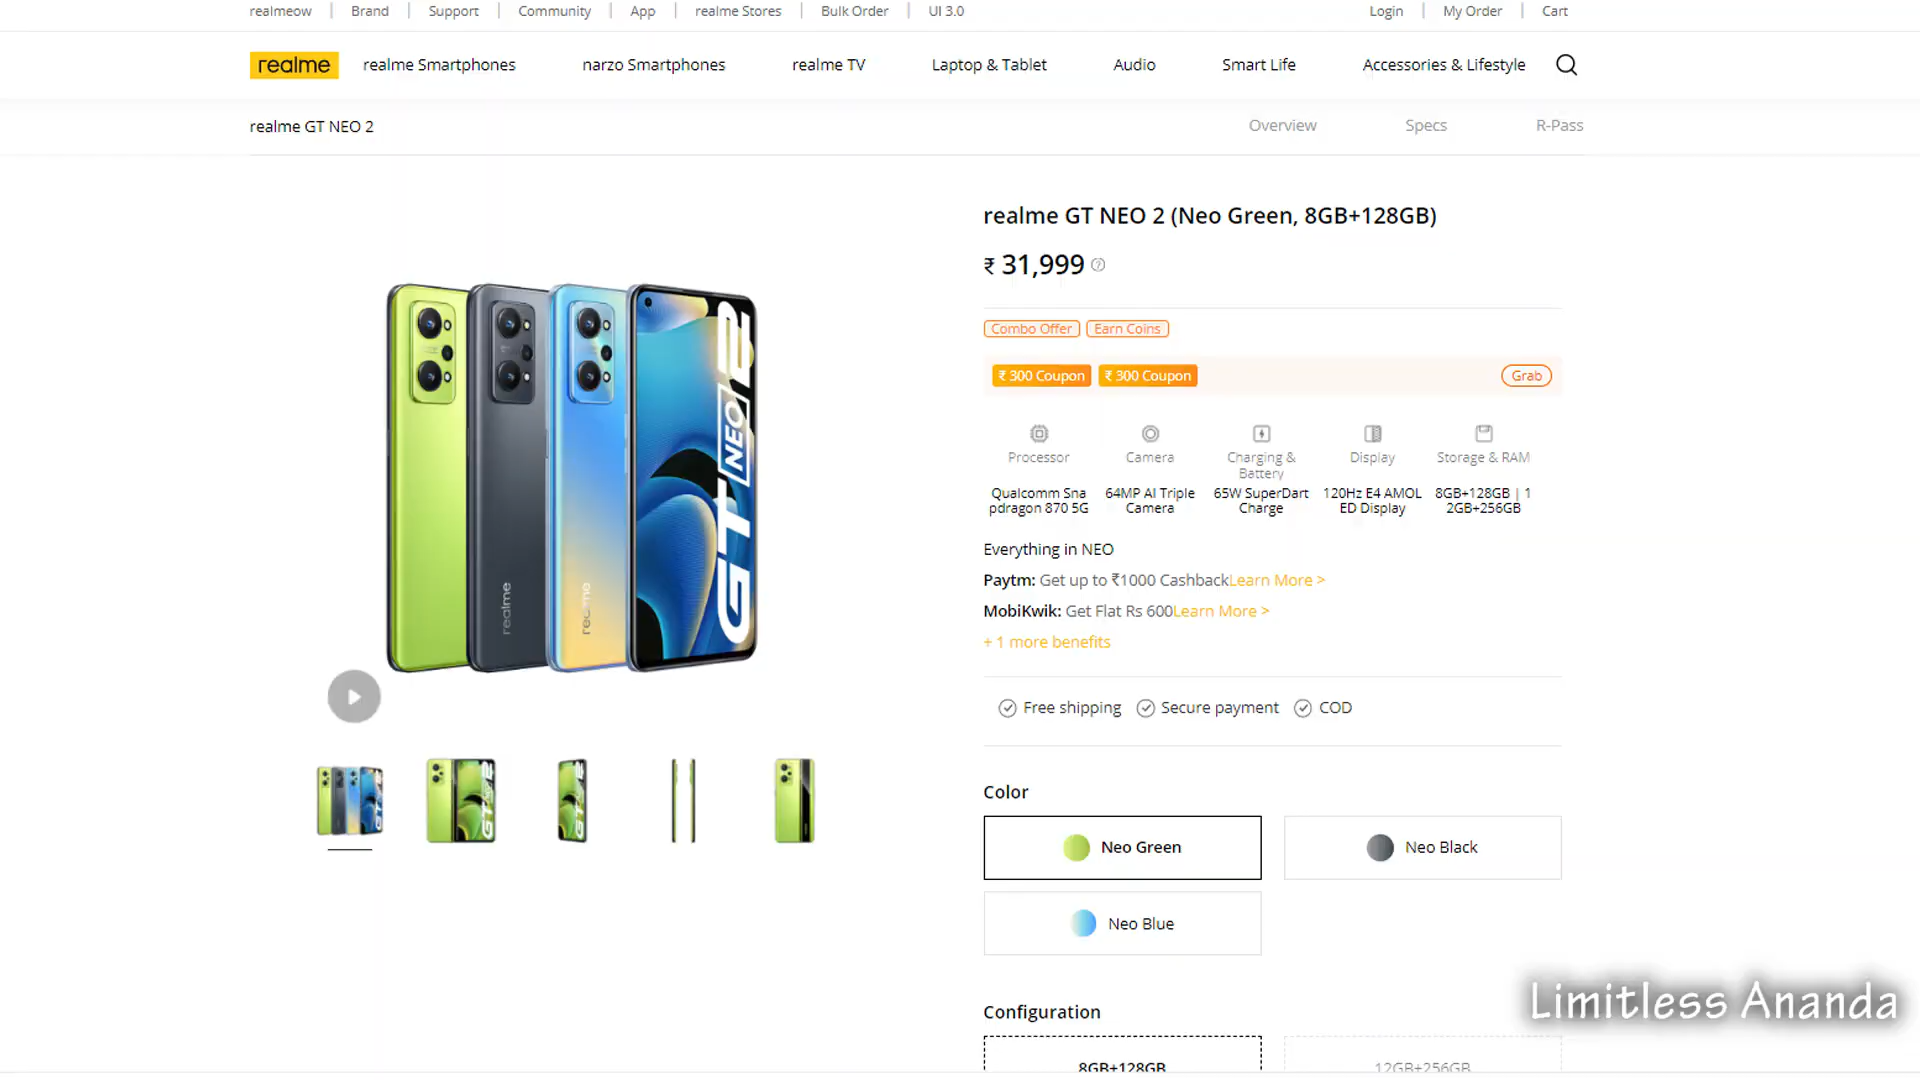 realmeow Brand Support Community App realme Stores Bulk Order UI 3.0 Login My Order Cart
realme realme Smartphones narzo Smartphones realme TV Laptop & Tablet Audio Smart Life Accessories & Lifestyle
realme GT NEO 2 Overview Specs R-Pass
realme GT NEO 2 (Neo Green, 8GB+128GB)
₹ 31,999
Combo Offer Earn Coins
₹ 300 Coupon ₹ 300 Coupon Grab
Processor
Qualcomm Sna
pdragon 870 5G
Camera
64MP AI Triple
Camera
Charging &
Battery
65W SuperDart
Charge
Display
120Hz E4 AMOL
ED Display
Storage & RAM
8GB+128GB | 1
2GB+256GB
GT NEO 2
realme
realme
Everything in NEO
Paytm: Get up to ₹1000 CashbackLearn More >
MobiKwik: Get Flat Rs 600Learn More >
+ 1 more benefits
Free shipping Secure payment COD
Color
Neo Green Neo Black
Neo Blue
Configuration
8GB+128GB 12GB+256GB
Limitless Ananda